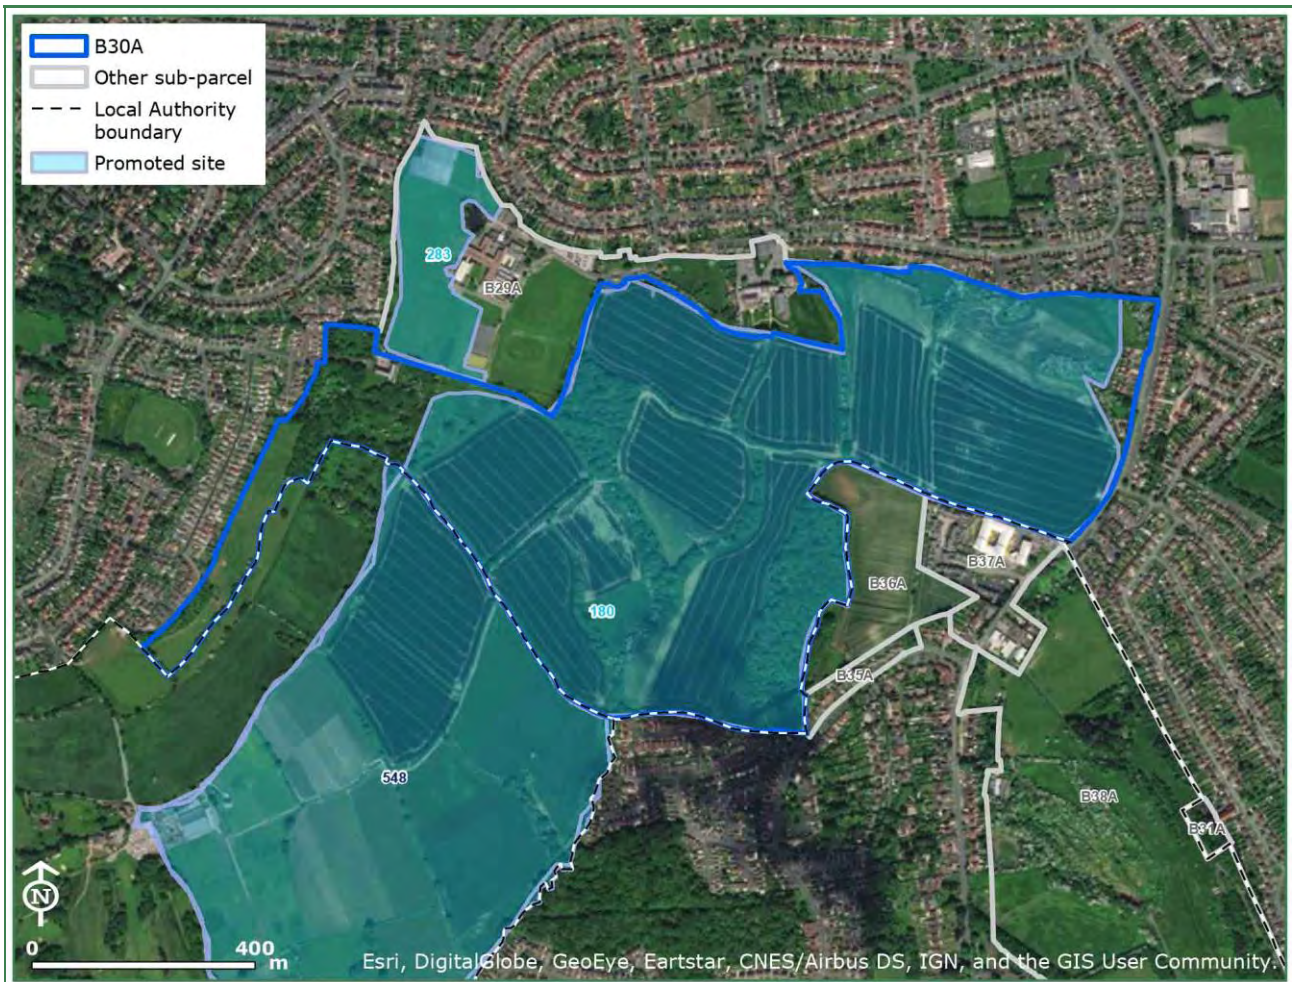 B30A
Other sub-parcel
Local Authority
boundary
Promoted site
283
B29A
B37A
B36A
180
B35A
548
B38A
B31A
N
0 400
m
Esri, DigitalGlobe, GeoEye, Eartstar, CNES/Airbus DS, IGN, and the GIS User Community.